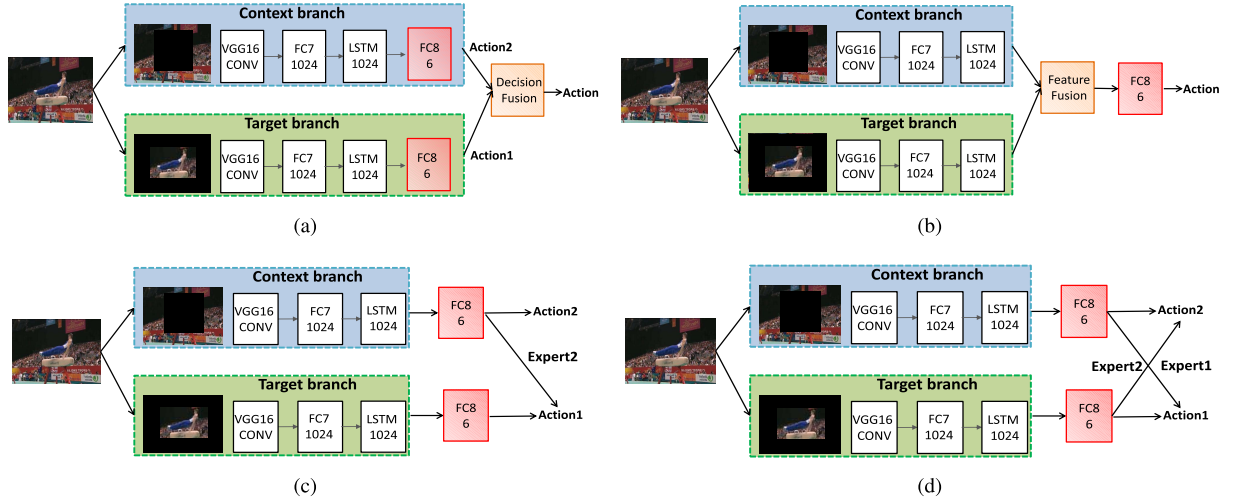 Context branch
VGG16 CONV
FC7 1024
LSTM 1024
FC8 6
Action2
Decision Fusion
Action
Target branch
VGG16 CONV
FC7 1024
LSTM 1024
FC8 6
Action1
(a)
Context branch
VGG16 CONV
FC7 1024
LSTM 1024
Feature Fusion
FC8 6
Action
Target branch
VGG16 CONV
FC7 1024
LSTM 1024
(b)
Context branch
VGG16 CONV
FC7 1024
LSTM 1024
FC8 6
Action2
Expert2
Target branch
VGG16 CONV
FC7 1024
LSTM 1024
FC8 6
Action1
(c)
Context branch
VGG16 CONV
FC7 1024
LSTM 1024
FC8 6
Action2
Expert2
Expert1
Target branch
VGG16 CONV
FC7 1024
LSTM 1024
FC8 6
Action1
(d)